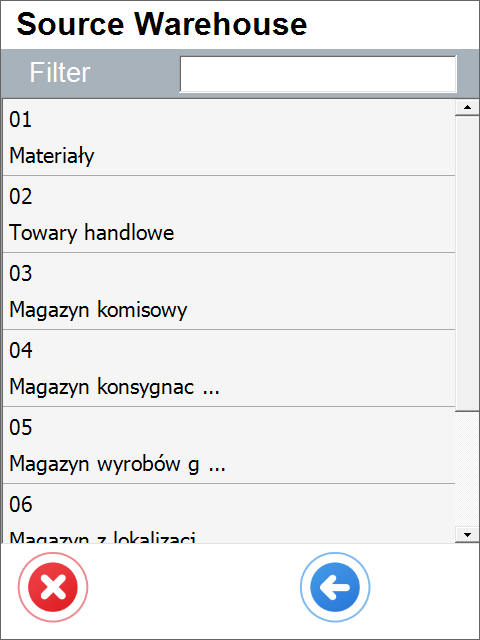 Source Warehouse
Filter
01
Materiały
02
Towary handlowe
03
Magazyn komisowy
04
Magazyn konsygnac ...
05
Magazyn wyrobów g ...
06
Magazyn z lokalizacj